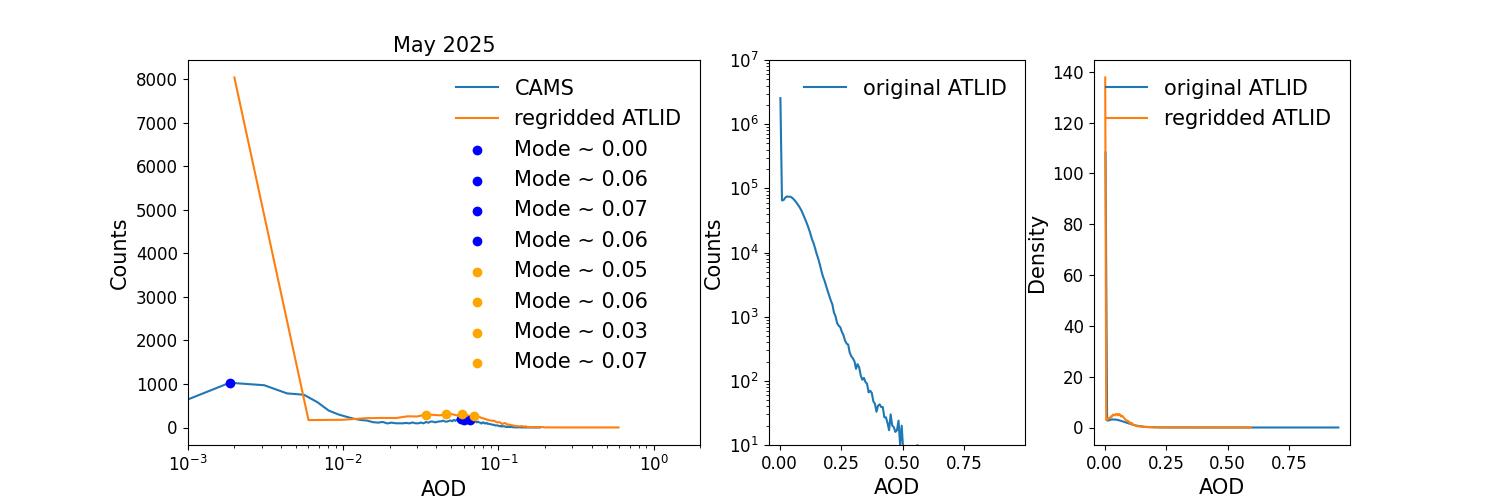 May 2025
Counts
8000
7000
6000
5000
4000
3000
2000
1000
0
10⁻³
10⁻²
10⁻¹
10⁰
AOD
CAMS
regridded ATLID
Mode ~ 0.00
Mode ~ 0.06
Mode ~ 0.07
Mode ~ 0.06
Mode ~ 0.05
Mode ~ 0.06
Mode ~ 0.03
Mode ~ 0.07
Counts
10⁷
10⁶
10⁵
10⁴
10³
10²
10¹
0.00
0.25
0.50
0.75
AOD
original ATLID
Density
140
120
100
80
60
40
20
0
0.00
0.25
0.50
0.75
AOD
original ATLID
regridded ATLID